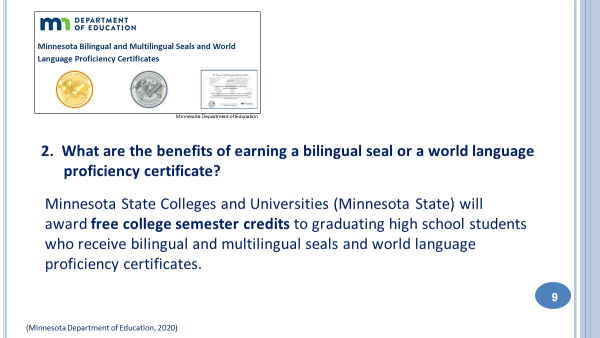 mn DEPARTMENT
OF EDUCATION
Minnesota Bilingual and Multilingual Seals and World
Language Proficiency Certificates
Minnesota Department of Education
2. What are the benefits of earning a bilingual seal or a world language
proficiency certificate?
Minnesota State Colleges and Universities (Minnesota State) will
award free college semester credits to graduating high school students
who receive bilingual and multilingual seals and world language
proficiency certificates.
9
(Minnesota Department of Education, 2020)